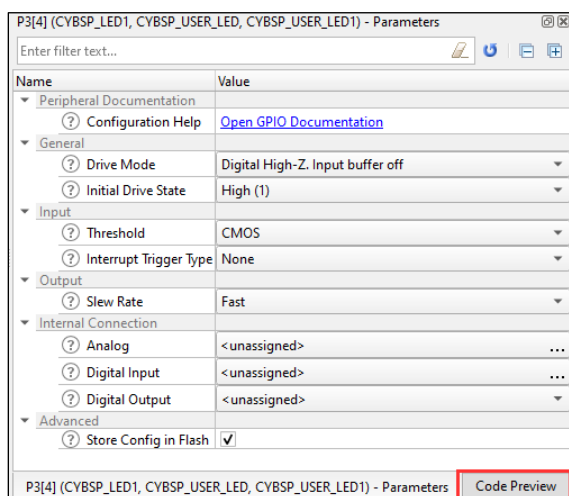 P3[4] (CYBSP_LED1, CYBSP_USER_LED, CYBSP_USER_LED1) - Parameters
Enter filter text...
Name Value
Peripheral Documentation
? Configuration Help Open GPIO Documentation
General
? Drive Mode Digital High-Z. Input buffer off
? Initial Drive State High (1)
Input
? Threshold CMOS
? Interrupt Trigger Type None
Output
? Slew Rate Fast
Internal Connection
? Analog <unassigned> ...
? Digital Input <unassigned> ...
? Digital Output <unassigned>
Advanced
? Store Config in Flash
P3[4] (CYBSP_LED1, CYBSP_USER_LED, CYBSP_USER_LED1) - Parameters Code Preview